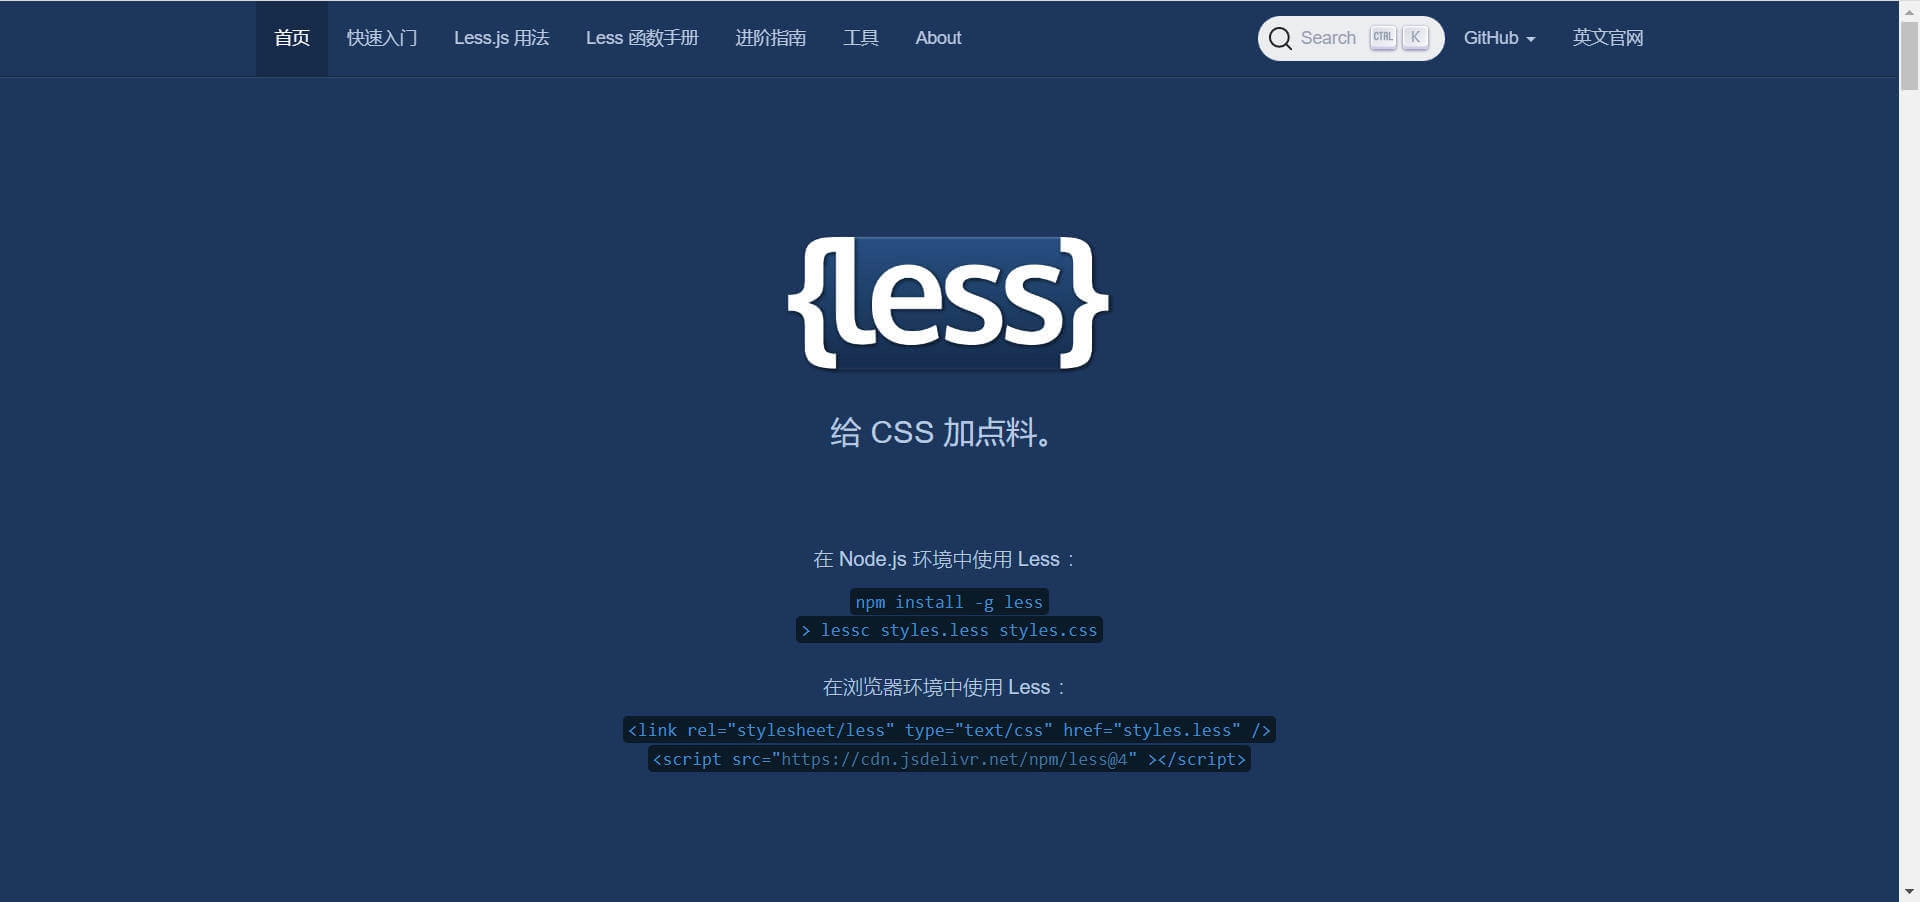 首页 快速入门 Less.js 用法 Less 函数手册 进阶指南 工具 About Search CTRL K GitHub 英文官网
{less}
给 CSS 加点料。
在 Node.js 环境中使用 Less ：
npm install -g less
> lessc styles.less styles.css
在浏览器环境中使用 Less ：
<link rel="stylesheet/less" type="text/css" href="styles.less" />
<script src="https://cdn.jsdelivr.net/npm/less@4" ></script>